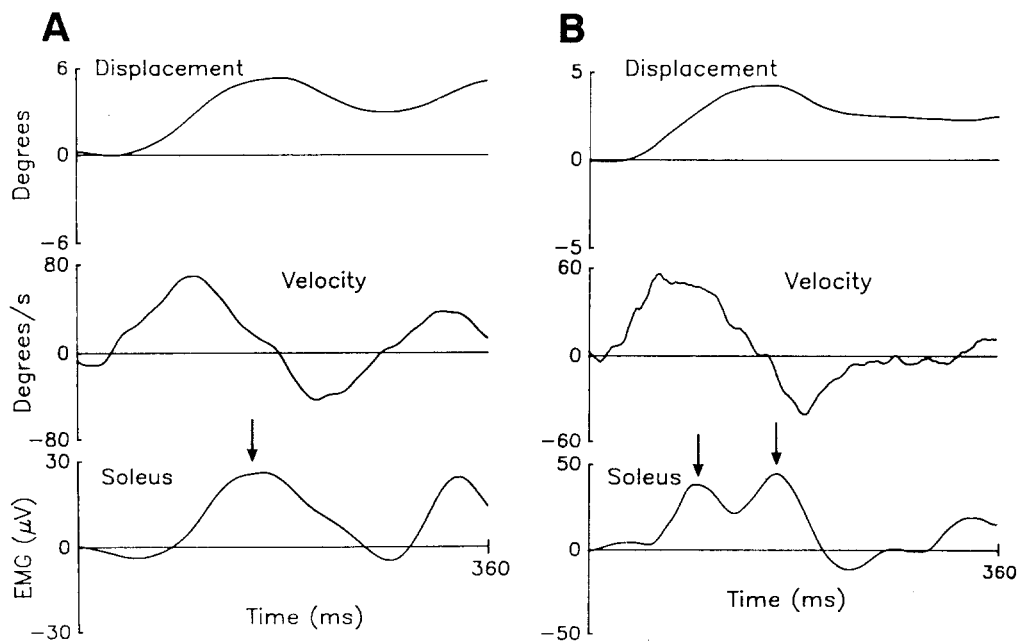 A
B
6
Displacement
0
Degrees
−6
5
Displacement
0
−5
80
Velocity
0
Degrees/s
−80
60
Velocity
0
−60
30
Soleus
0
EMG (μV)
360
Time (ms)
−30
50
Soleus
0
360
Time (ms)
−50